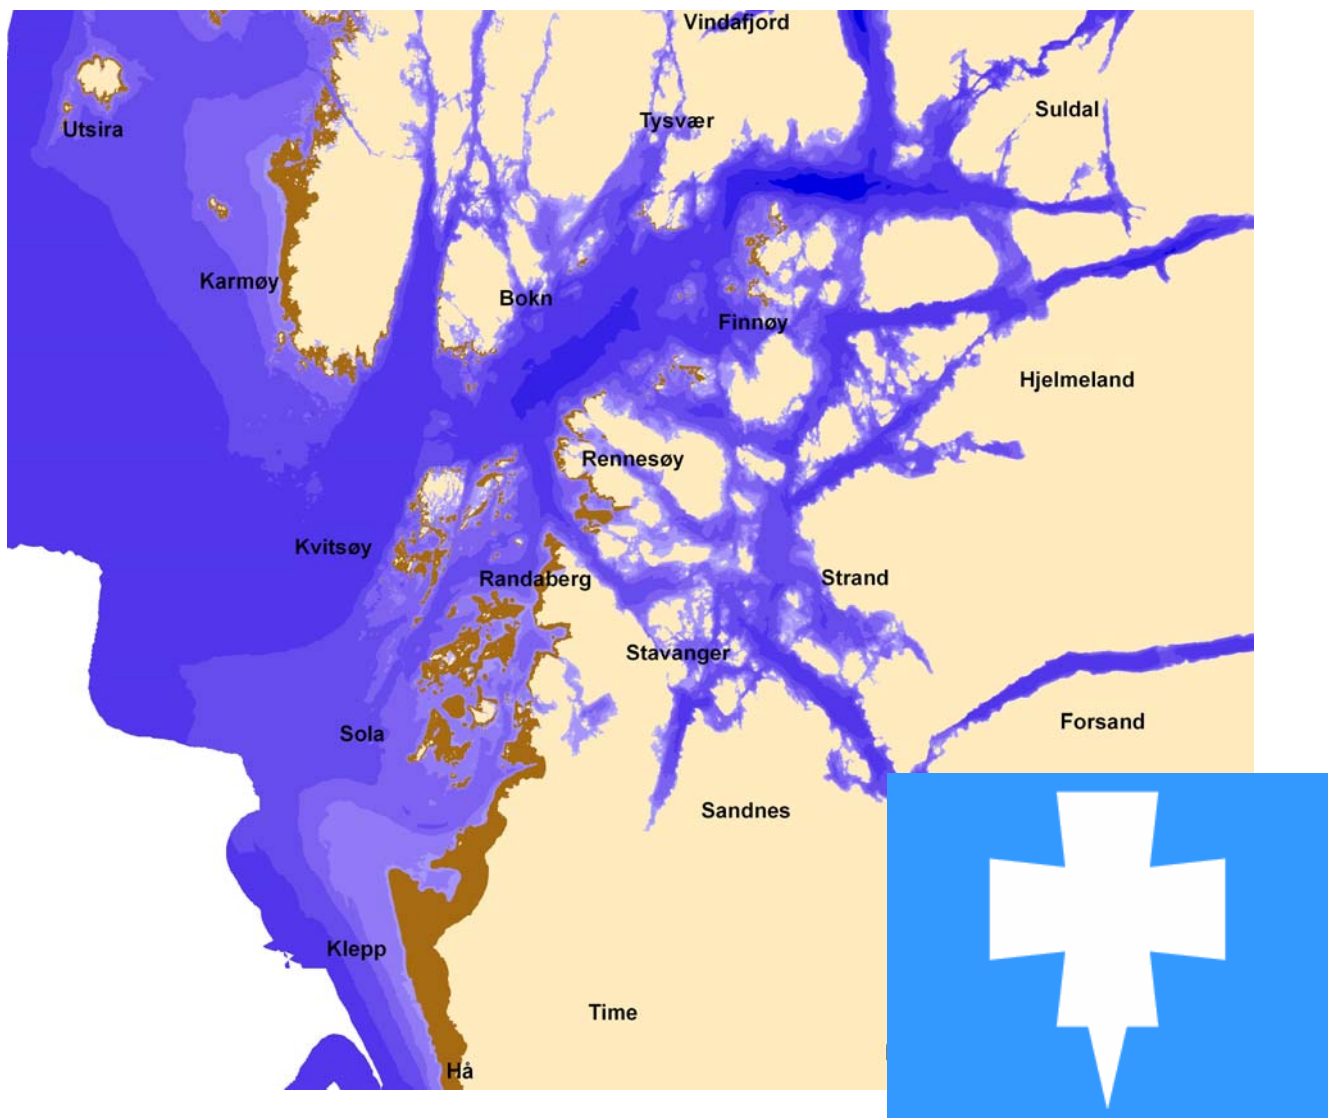 Vindafjord
Suldal
Tysvær
Utsira
Karmøy
Bokn
Finnøy
Hjelmeland
Rennesøy
Kvitsøy
Randaberg
Strand
Stavanger
Forsand
Sola
Sandnes
Klepp
Time
Hå